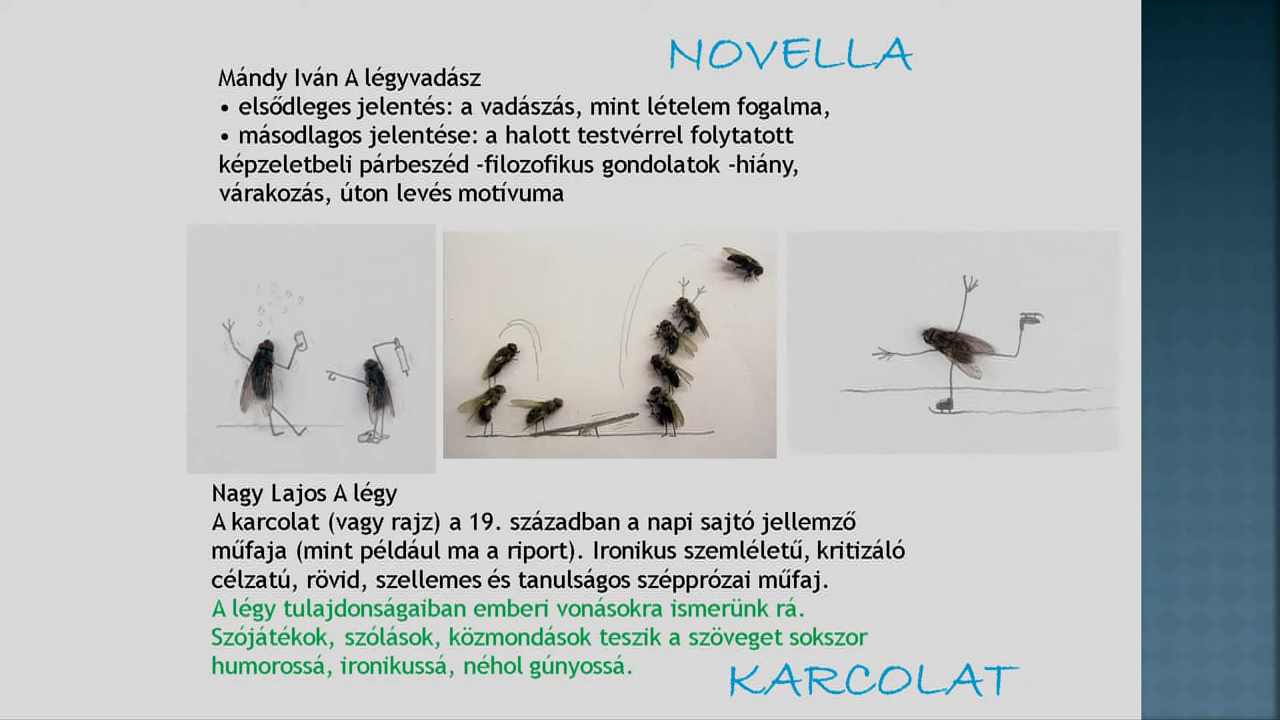 NOVELLA
Mándy Iván A légyvadász
• elsődleges jelentés: a vadászás, mint lételem fogalma,
• másodlagos jelentése: a halott testvérrel folytatott
képzeletbeli párbeszéd -filozofikus gondolatok -hiány,
várakozás, úton levés motívuma
Nagy Lajos A légy
A karcolat (vagy rajz) a 19. században a napi sajtó jellemző
műfaja (mint például ma a riport). Ironikus szemléletű, kritizáló
célzatú, rövid, szellemes és tanulságos szépprózai műfaj.
A légy tulajdonságaiban emberi vonásokra ismerünk rá.
Szójátékok, szólások, közmondások teszik a szöveget sokszor
humorossá, ironikussá, néhol gúnyossá.
KARCOLAT